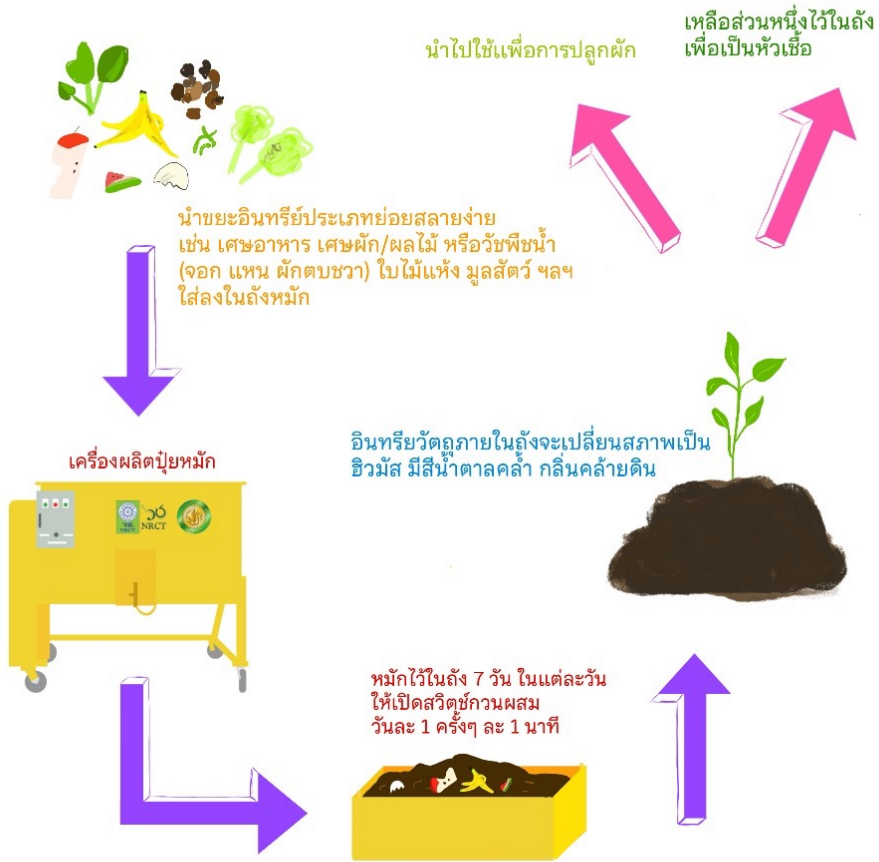 นำขยะอินทรีย์ประเภทย่อยสลายง่าย
เช่น เศษอาหาร เศษผัก/ผลไม้ หรือวัชพืชน้ำ
(จอก แหน ผักตบชวา) ใบไม้แห้ง มูลสัตว์ ฯลฯ
ใส่ลงในถังหมัก
เครื่องผลิตปุ๋ยหมัก
วช.
NRCT
NRCT
หมักไว้ในถัง 7 วัน ในแต่ละวัน
ให้เปิดสวิตช์กวนผสม
วันละ 1 ครั้งๆ ละ 1 นาที
อินทรียวัตถุภายในถังจะเปลี่ยนสภาพเป็น
ฮิวมัส มีสีน้ำตาลคล้ำ กลิ่นคล้ายดิน
นำไปใช้เเพื่อการปลูกผัก
เหลือส่วนหนึ่งไว้ในถัง
เพื่อเป็นหัวเชื้อ